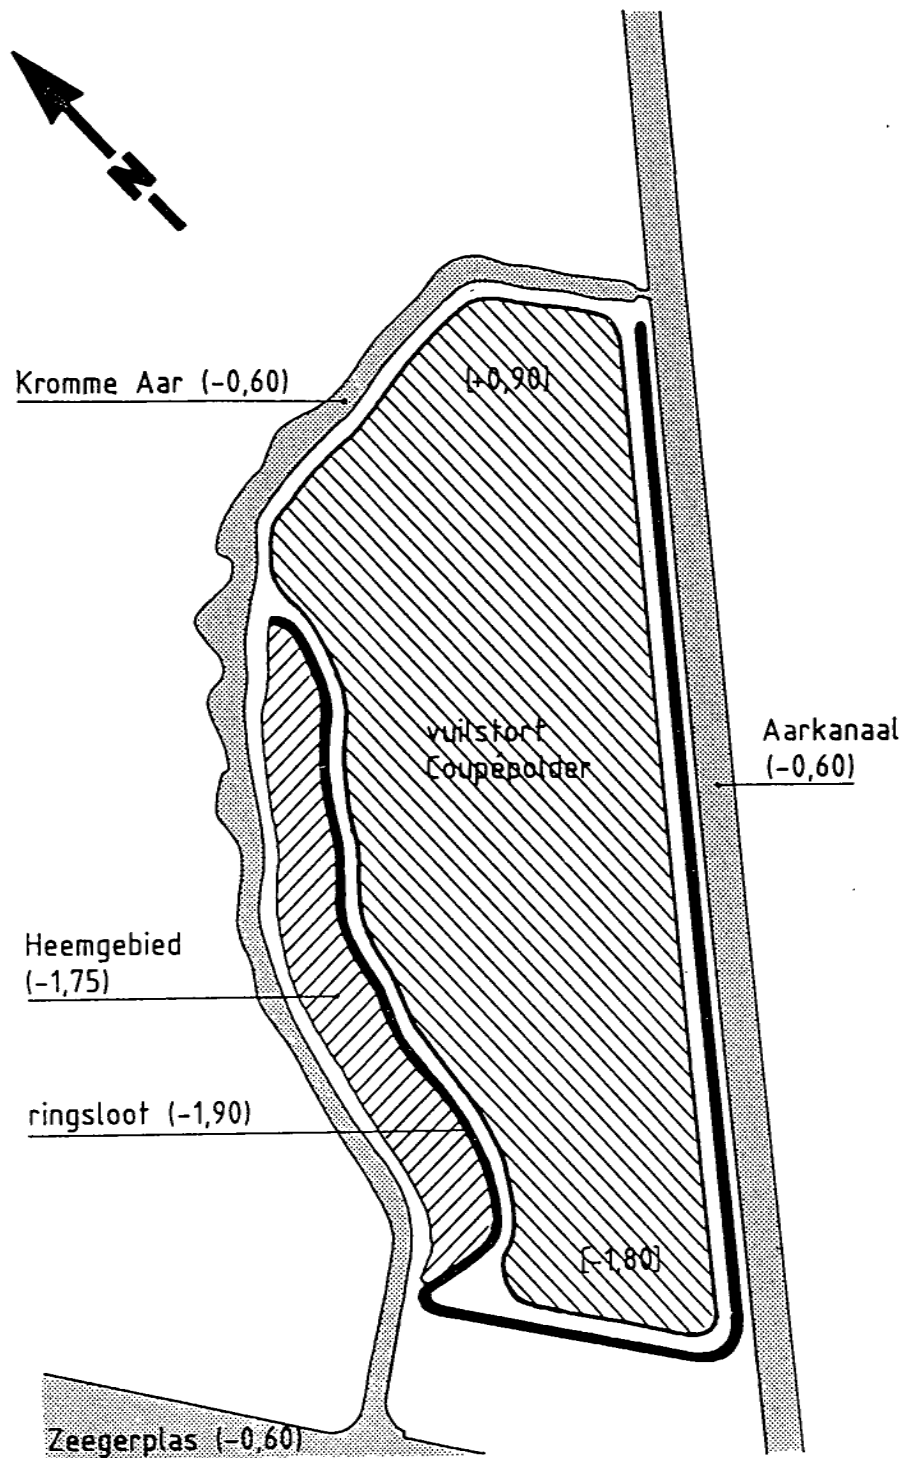 N
Kromme Aar (-0,60)
[+0,90]
vuilstort
Coupépolder
Aarkanaal
(-0,60)
Heemgebied
(-1,75)
ringsloot (-1,90)
[-1,80]
Zeegerplas (-0,60)